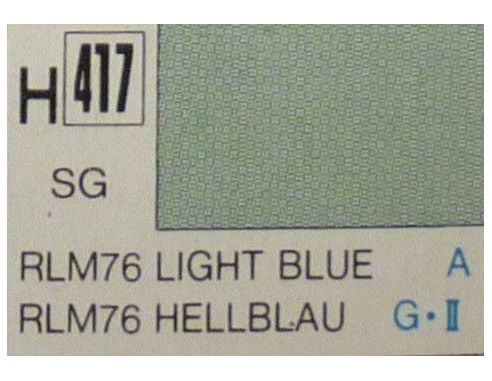 H 417
SG
RLM76 LIGHT BLUE A
RLM76 HELLBLAU G・Ⅱ